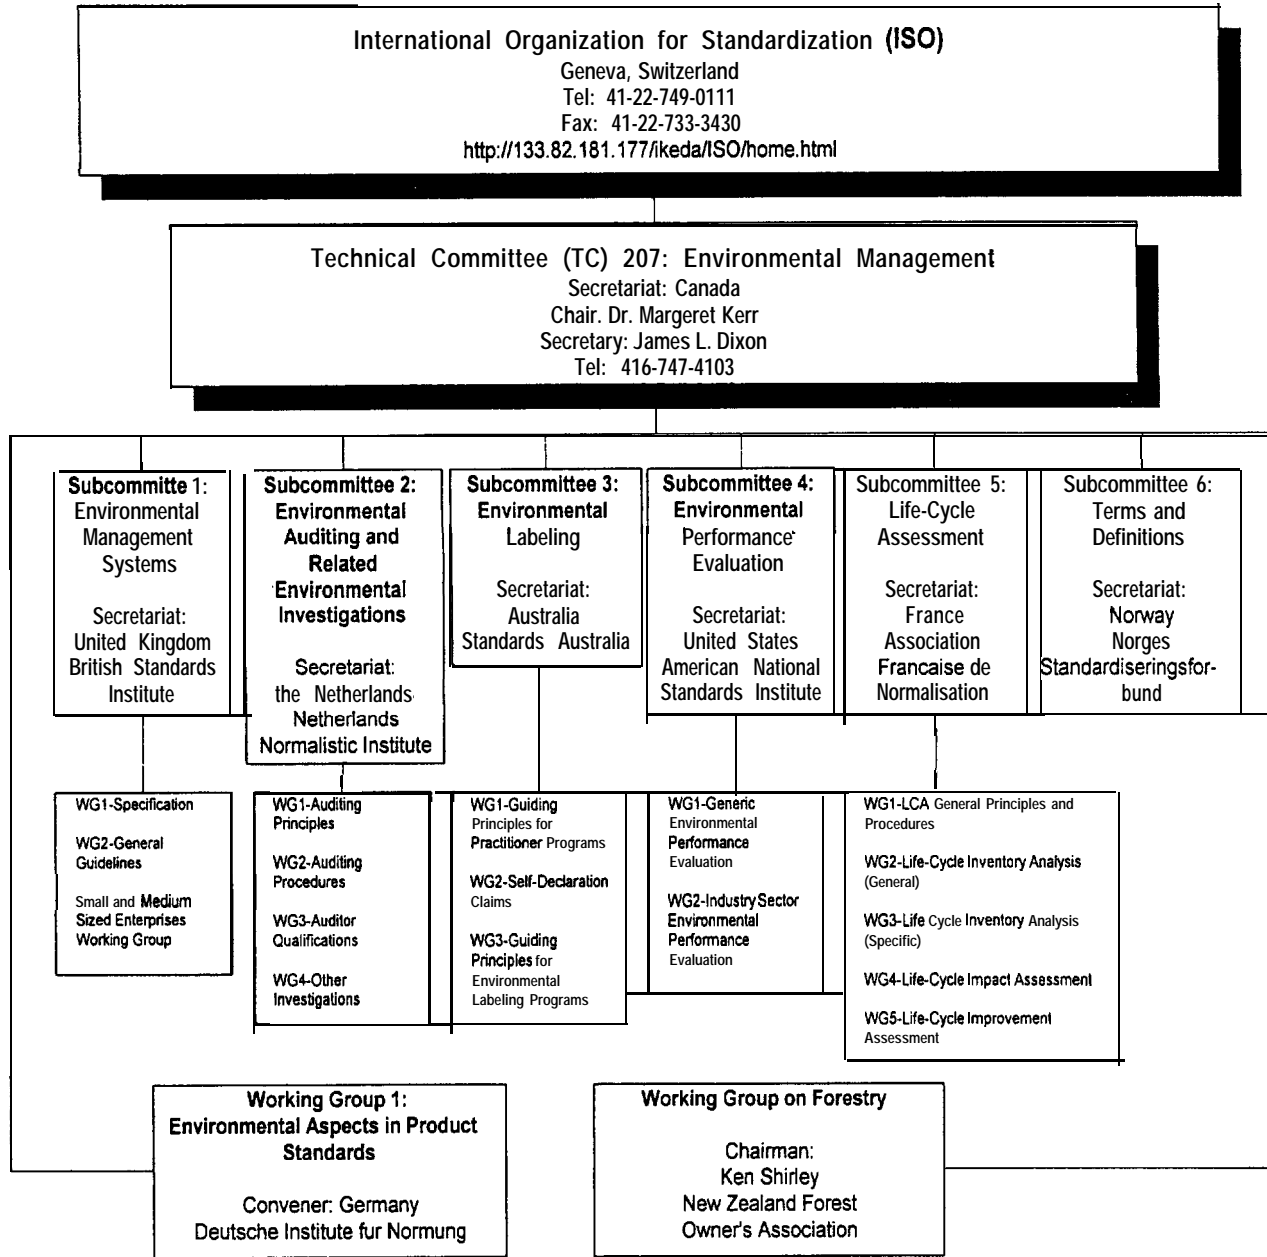 International Organization for Standardization (ISO)
Geneva, Switzerland
Tel: 41-22-749-0111
Fax: 41-22-733-3430
http://133.82.181.177/ikeda/ISO/home.html
Technical Committee (TC) 207: Environmental Management
Secretariat: Canada
Chair. Dr. Margeret Kerr
Secretary: James L. Dixon
Tel: 416-747-4103
Subcommitte 1:
Environmental
Management
Systems
Secretariat:
United Kingdom
British Standards
Institute
Subcommittee 2:
Environmental
Auditing and
Related
Environmental
Investigations
Secretariat:
the Netherlands
Netherlands
Normalistic Institute
Subcommittee 3:
Environmental
Labeling
Secretariat:
Australia
Standards Australia
Subcommittee 4:
Environmental
Performance
Evaluation
Secretariat:
United States
American National
Standards Institute
Subcommittee 5:
Life-Cycle
Assessment
Secretariat:
France
Association
Francaise de
Normalisation
Subcommittee 6:
Terms and
Definitions
Secretariat:
Norway
Norges
Standardiseringsfor-
bund
WG1-Specification
WG2-General
Guidelines
Small and Medium
Sized Enterprises
Working Group
WG1-Auditing
Principles
WG2-Auditing
Procedures
WG3-Auditor
Qualifications
WG4-Other
Investigations
WG1-Guiding
Principles for
Practitioner Programs
WG2-Self-Declaration
Claims
WG3-Guiding
Principles for
Environmental
Labeling Programs
WG1-Generic
Environmental
Performance
Evaluation
WG2-Industry Sector
Environmental
Performance
Evaluation
WG1-LCA General Principles and
Procedures
WG2-Life-Cycle Inventory Analysis
(General)
WG3-Life Cycle Inventory Analysis
(Specific)
WG4-Life-Cycle Impact Assessment
WG5-Life-Cycle Improvement
Assessment
Working Group 1:
Environmental Aspects in Product
Standards
Convener: Germany
Deutsche Institute fur Normung
Working Group on Forestry
Chairman:
Ken Shirley
New Zealand Forest
Owner's Association